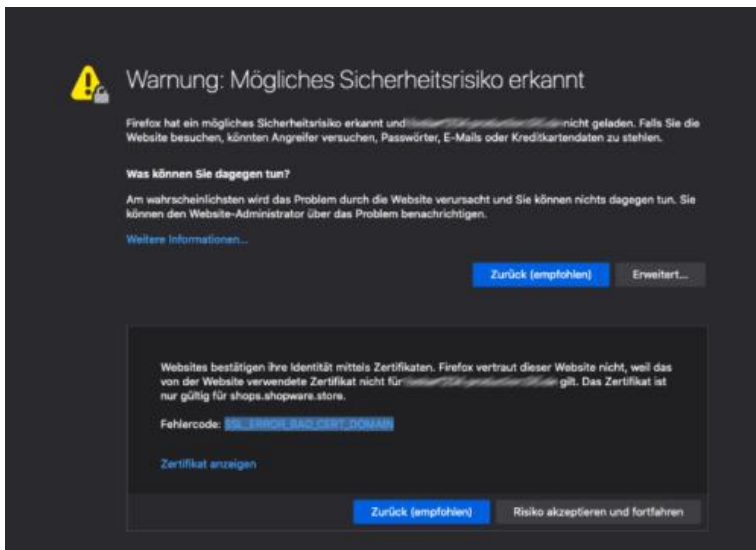 Warnung: Mögliches Sicherheitsrisiko erkannt
Firefox hat ein mögliches Sicherheitsrisiko erkannt und nicht geladen. Falls Sie die
Website besuchen, könnten Angreifer versuchen, Passwörter, E-Mails oder Kreditkartendaten zu stehlen.
Was können Sie dagegen tun?
Am wahrscheinlichsten wird das Problem durch die Website verursacht und Sie können nichts dagegen tun. Sie
können den Website-Administrator über das Problem benachrichtigen.
Weitere Informationen...
Zurück (empfohlen) Erweitert...
Websites bestätigen ihre Identität mittels Zertifikaten. Firefox vertraut dieser Website nicht, weil das
von der Website verwendete Zertifikat nicht für gilt. Das Zertifikat ist
nur gültig für shops.shopware.store.
Fehlercode: SSL_ERROR_BAD_CERT_DOMAIN
Zertifikat anzeigen
Zurück (empfohlen) Risiko akzeptieren und fortfahren